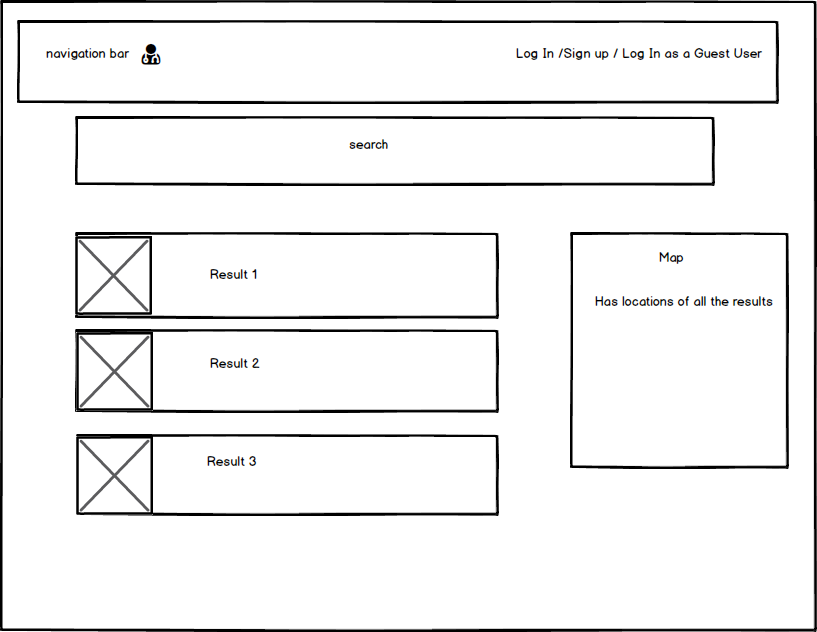 navigation bar
Log In /Sign up / Log In as a Guest User
search
Result 1
Result 2
Result 3
Map
Has locations of all the results